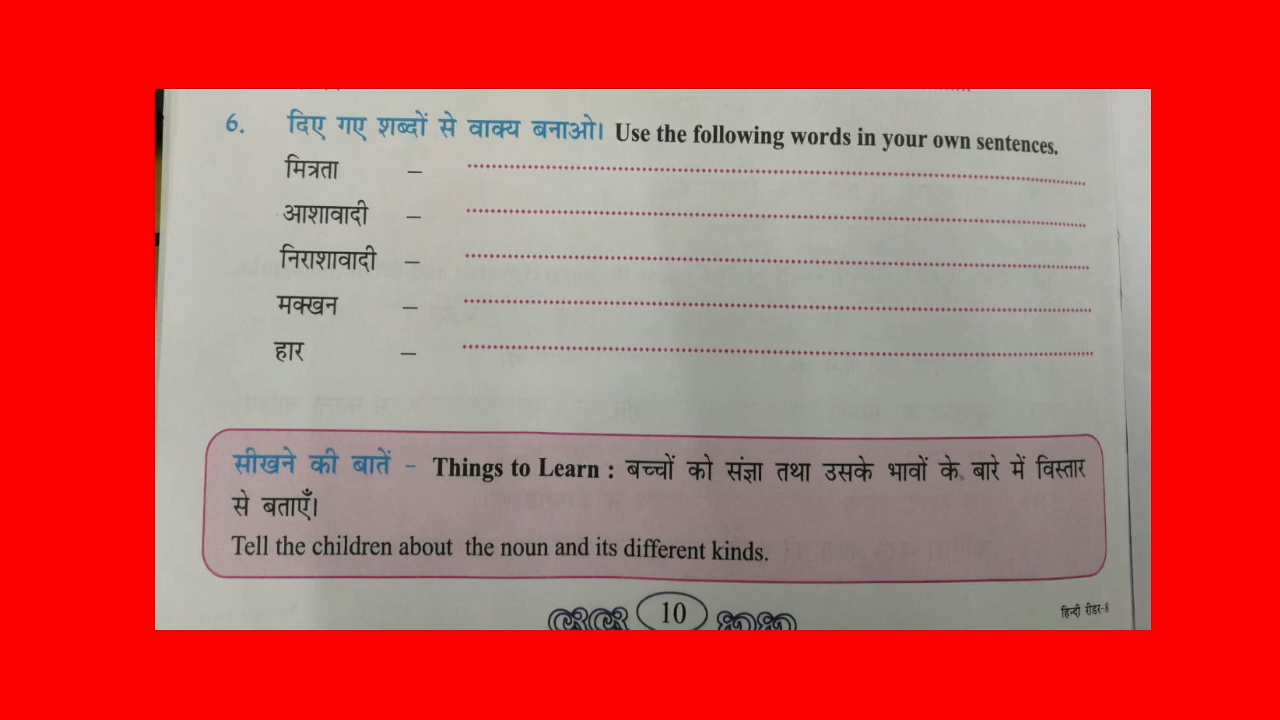 6. दिए गए शब्दों से वाक्य बनाओ। Use the following words in your own sentences.
मित्रता –
आशावादी –
निराशावादी –
मक्खन –
हार –
सीखने की बातें - Things to Learn : बच्चों को संज्ञा तथा उसके भावों के बारे में विस्तार
से बताएँ।
Tell the children about the noun and its different kinds.
10
हिन्दी रीडर-8